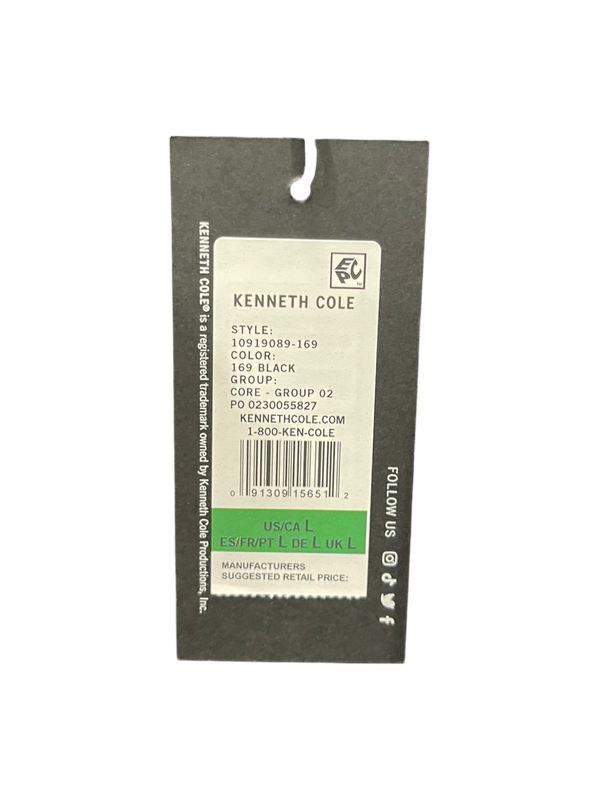 EPC™
KENNETH COLE
STYLE:
10919089-169
COLOR:
169 BLACK
GROUP:
CORE - GROUP 02
PO 0230055827
KENNETHCOLE.COM
1-800-KEN-COLE
0 91309 15651 2
US/CA L
ES/FR/PT L DE L UK L
MANUFACTURERS
SUGGESTED RETAIL PRICE:
KENNETH COLE® is a registered trademark owned by Kenneth Cole Productions, Inc.
FOLLOW US